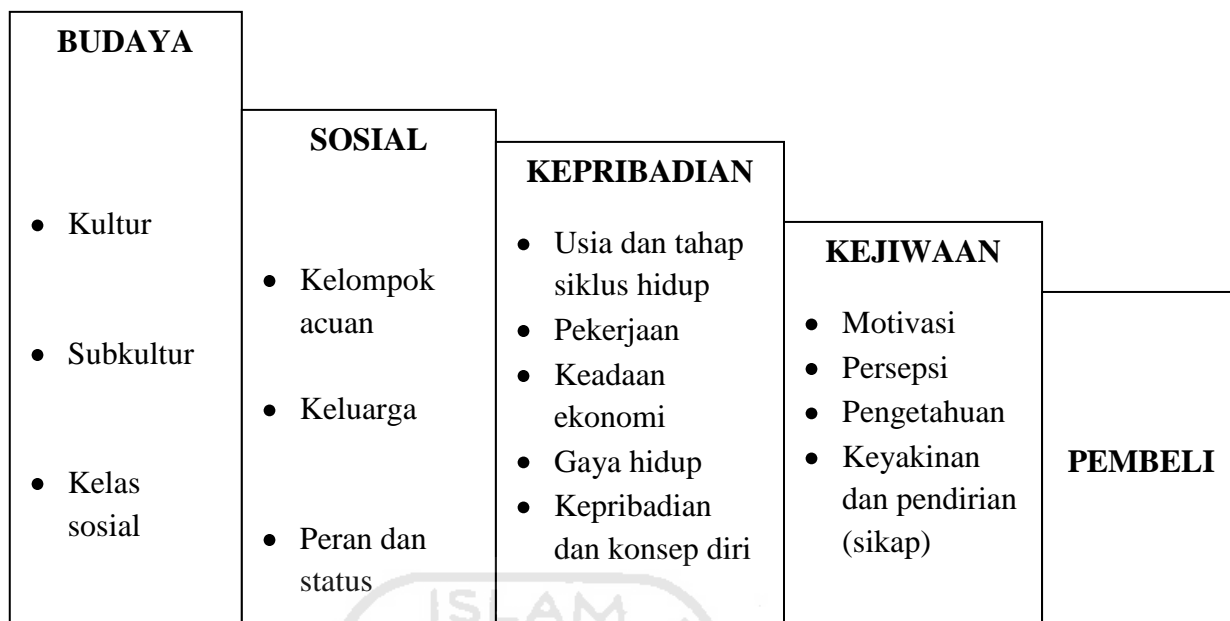 BUDAYA
• Kultur
• Subkultur
• Kelas
sosial
SOSIAL
• Kelompok
acuan
• Keluarga
• Peran dan
status
KEPRIBADIAN
• Usia dan tahap
siklus hidup
• Pekerjaan
• Keadaan
ekonomi
• Gaya hidup
• Kepribadian
dan konsep diri
KEJIWAAN
• Motivasi
• Persepsi
• Pengetahuan
• Keyakinan
dan pendirian
(sikap)
PEMBELI
ISLAM